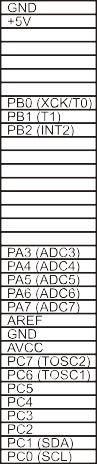 GND
+5V
PB0 (XCK/T0)
PB1 (T1)
PB2 (INT2)
PA3 (ADC3)
PA4 (ADC4)
PA5 (ADC5)
PA6 (ADC6)
PA7 (ADC7)
AREF
GND
AVCC
PC7 (TOSC2)
PC6 (TOSC1)
PC5
PC4
PC3
PC2
PC1 (SDA)
PC0 (SCL)